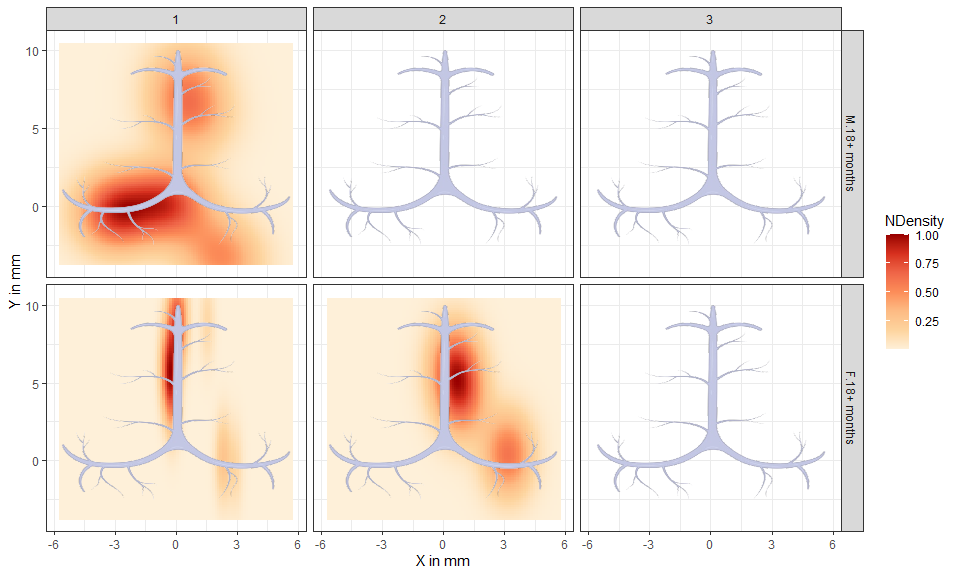 1 2 3
10
5
0
M.18+ months
10
5
0
F.18+ months
Y in mm
-6 -3 0 3 6 -6 -3 0 3 6 -6 -3 0 3 6
X in mm
NDensity
1.00
0.75
0.50
0.25